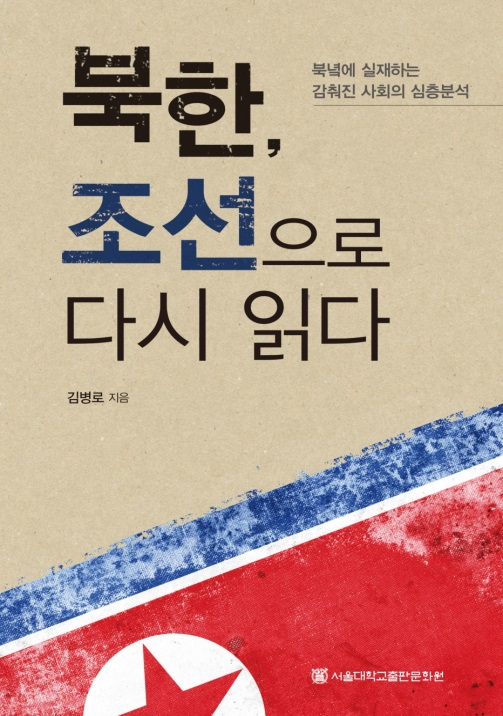 북한,
조선으로
다시 읽다
북녘에 실재하는
감춰진 사회의 심층분석
김병로 지음
서울대학교출판문화원